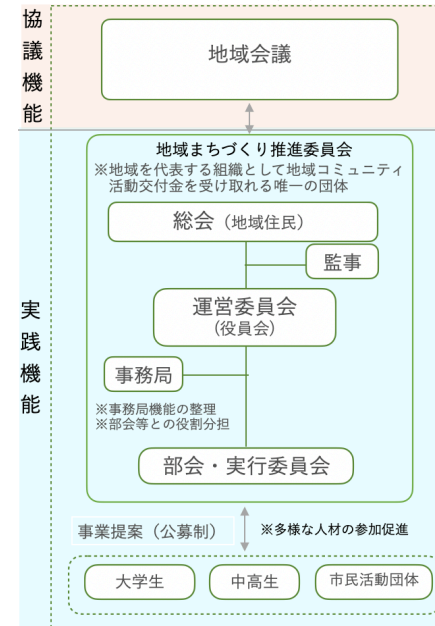 協議機能
地域会議
実践機能
地域まちづくり推進委員会
※地域を代表する組織として地域コミュニティ
活動交付金を受け取れる唯一の団体
総会（地域住民）
監事
運営委員会
(役員会)
事務局
※事務局機能の整理
※部会等との役割分担
部会・実行委員会
事業提案（公募制）
※多様な人材の参加促進
大学生
中高生
市民活動団体